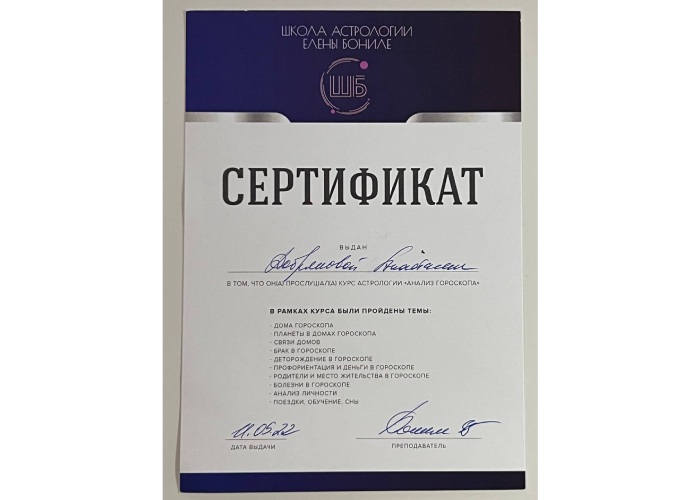 ШКОЛА АСТРОЛОГИИ
ЕЛЕНЫ БОНИЛЕ
ШБ
СЕРТИФИКАТ
ВЫДАН
Добряковой Анастасии
В ТОМ, ЧТО ОН(А) ПРОСЛУШАЛ(А) КУРС АСТРОЛОГИИ «АНАЛИЗ ГОРОСКОПА»
В РАМКАХ КУРСА БЫЛИ ПРОЙДЕНЫ ТЕМЫ:
- ДОМА ГОРОСКОПА
- ПЛАНЕТЫ В ДОМАХ ГОРОСКОПА
- СВЯЗИ ДОМОВ
- БРАК В ГОРОСКОПЕ
- ДЕТОРОЖДЕНИЕ В ГОРОСКОПЕ
- ПРОФОРИЕНТАЦИЯ И ДЕНЬГИ В ГОРОСКОПЕ
- РОДИТЕЛИ И МЕСТО ЖИТЕЛЬСТВА В ГОРОСКОПЕ
- БОЛЕЗНИ В ГОРОСКОПЕ
- АНАЛИЗ ЛИЧНОСТИ
- ПОЕЗДКИ, ОБУЧЕНИЕ, СНЫ
11.05.22
ДАТА ВЫДАЧИ
ПРЕПОДАВАТЕЛЬ